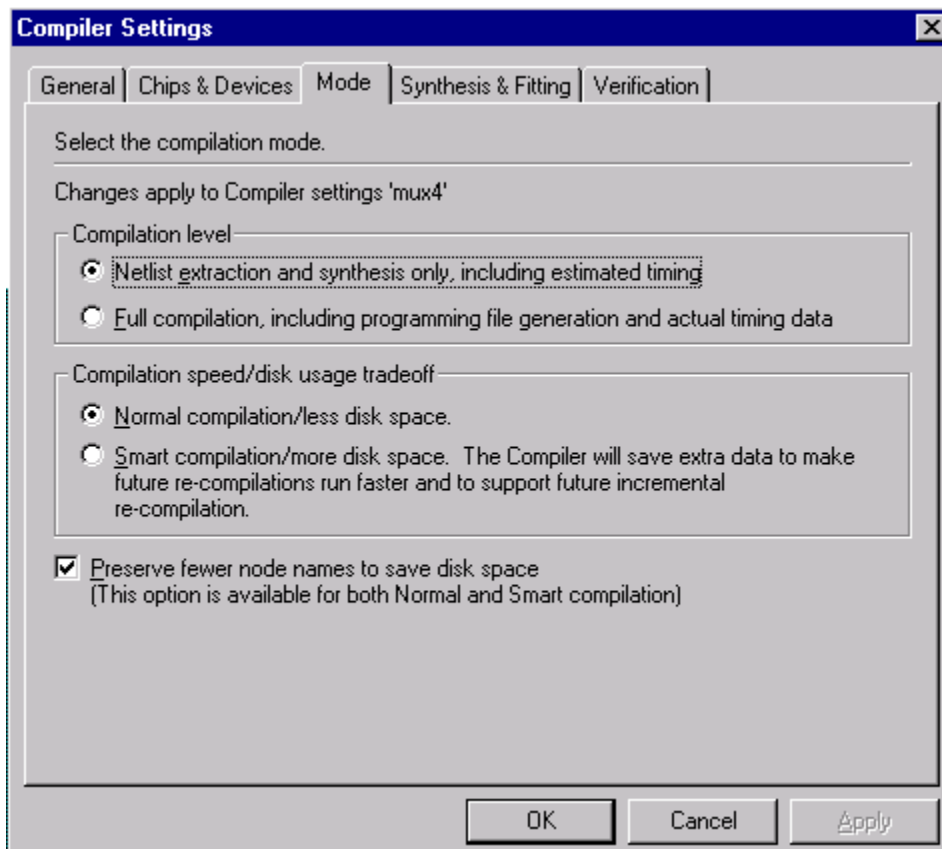 Compiler Settings
General Chips & Devices Mode Synthesis & Fitting Verification
Select the compilation mode.
Changes apply to Compiler settings 'mux4'
Compilation level
Netlist extraction and synthesis only, including estimated timing
Full compilation, including programming file generation and actual timing data
Compilation speed/disk usage tradeoff
Normal compilation/less disk space.
Smart compilation/more disk space. The Compiler will save extra data to make
future re-compilations run faster and to support future incremental
re-compilation.
Preserve fewer node names to save disk space
(This option is available for both Normal and Smart compilation)
OK Cancel Apply